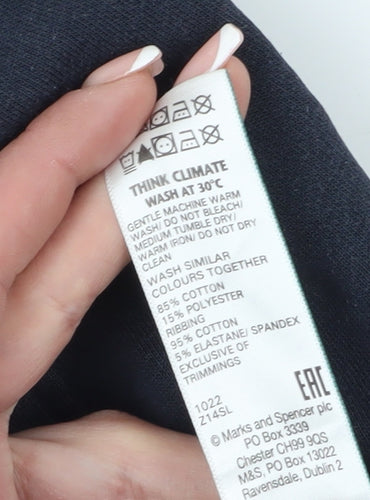 THINK CLIMATE
WASH AT 30°C
GENTLE MACHINE WARM
WASH/ DO NOT BLEACH/
MEDIUM TUMBLE DRY/
WARM IRON/ DO NOT DRY
CLEAN
WASH SIMILAR
COLOURS TOGETHER
85% COTTON
15% POLYESTER
RIBBING
95% COTTON
5% ELASTANE/ SPANDEX
EXCLUSIVE OF
TRIMMINGS
1022
Z14SL
EAC
© Marks and Spencer plc
PO Box 3339
Chester CH99 9QS
M&S, PO Box 13022
Ravensdale, Dublin 2